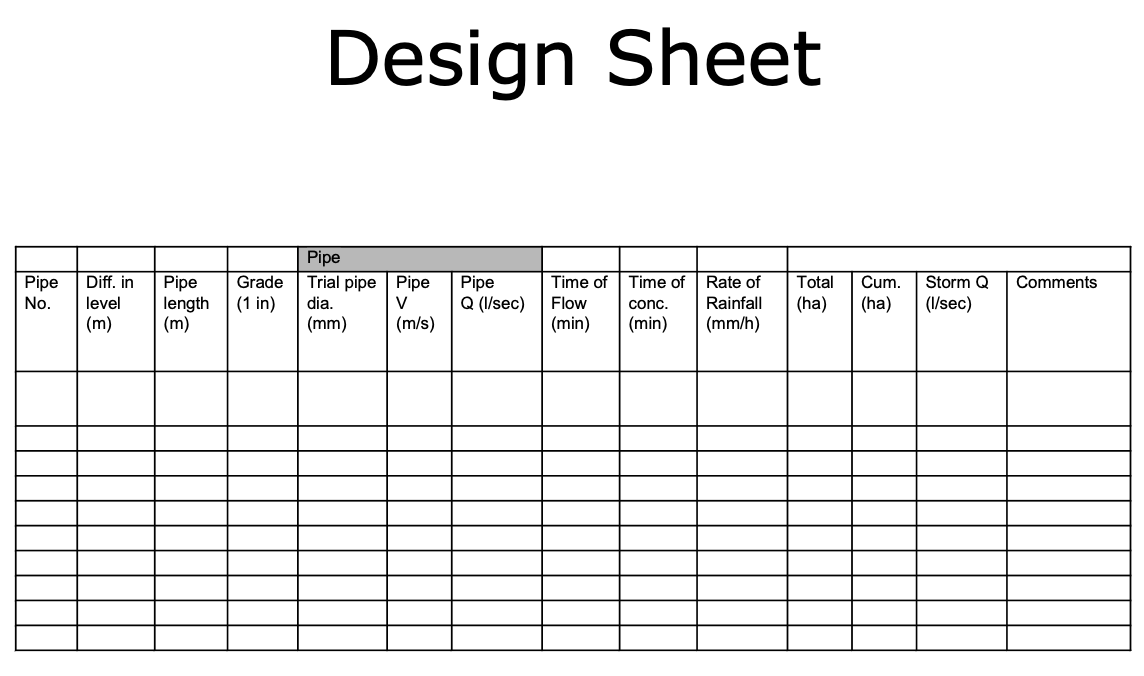 Design Sheet
Pipe
Pipe No.
Diff. in level (m)
Pipe length (m)
Grade (1 in)
Trial pipe dia. (mm)
Pipe V (m/s)
Pipe Q (l/sec)
Time of Flow (min)
Time of conc. (min)
Rate of Rainfall (mm/h)
Total (ha)
Cum. (ha)
Storm Q (l/sec)
Comments